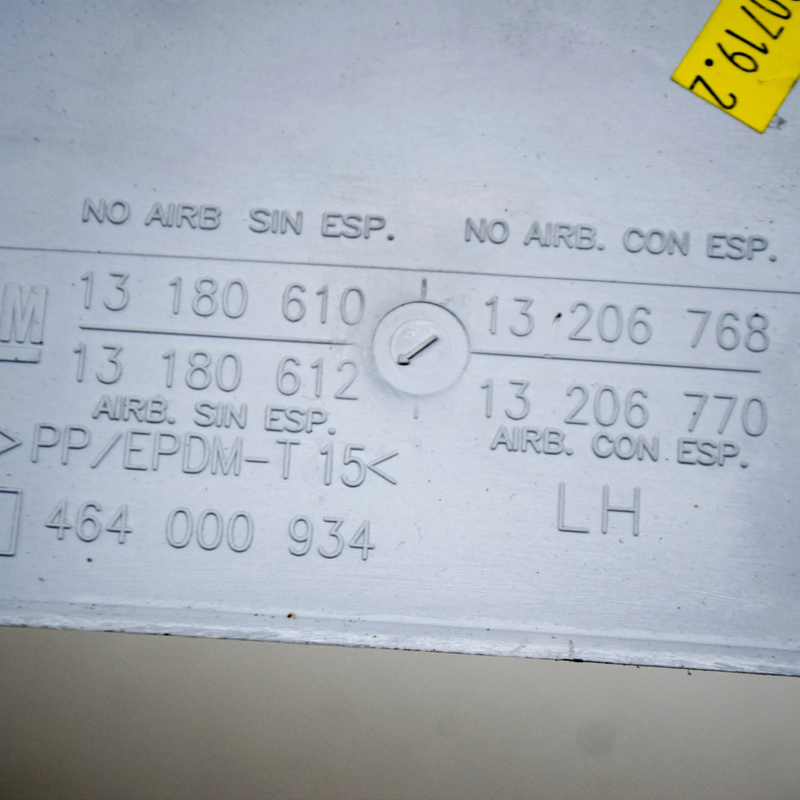 0719.2
NO AIRB SIN ESP.
NO AIRB. CON ESP.
M
13 180 610
13 206 768
13 180 612
13 206 770
AIRB. SIN ESP.
AIRB. CON ESP.
>PP/EPDM-T 15<
LH
464 000 934